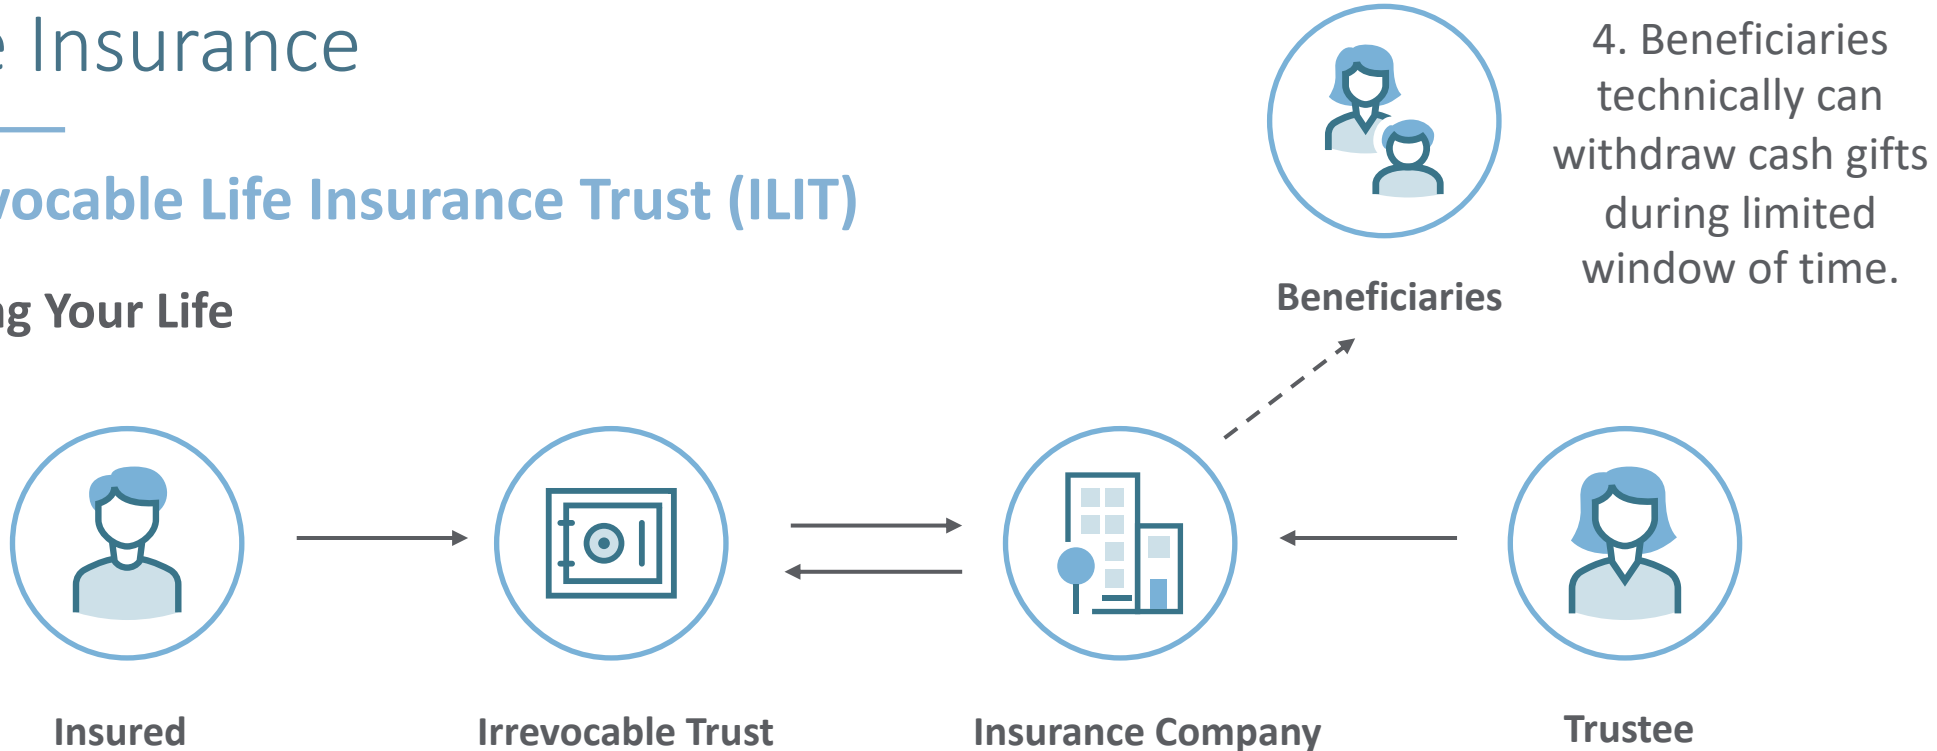 e Insurance
vocable Life Insurance Trust (ILIT)
ng Your Life
4. Beneficiaries
technically can
withdraw cash gifts
during limited
window of time.
Beneficiaries
Insured
Irrevocable Trust
Insurance Company
Trustee